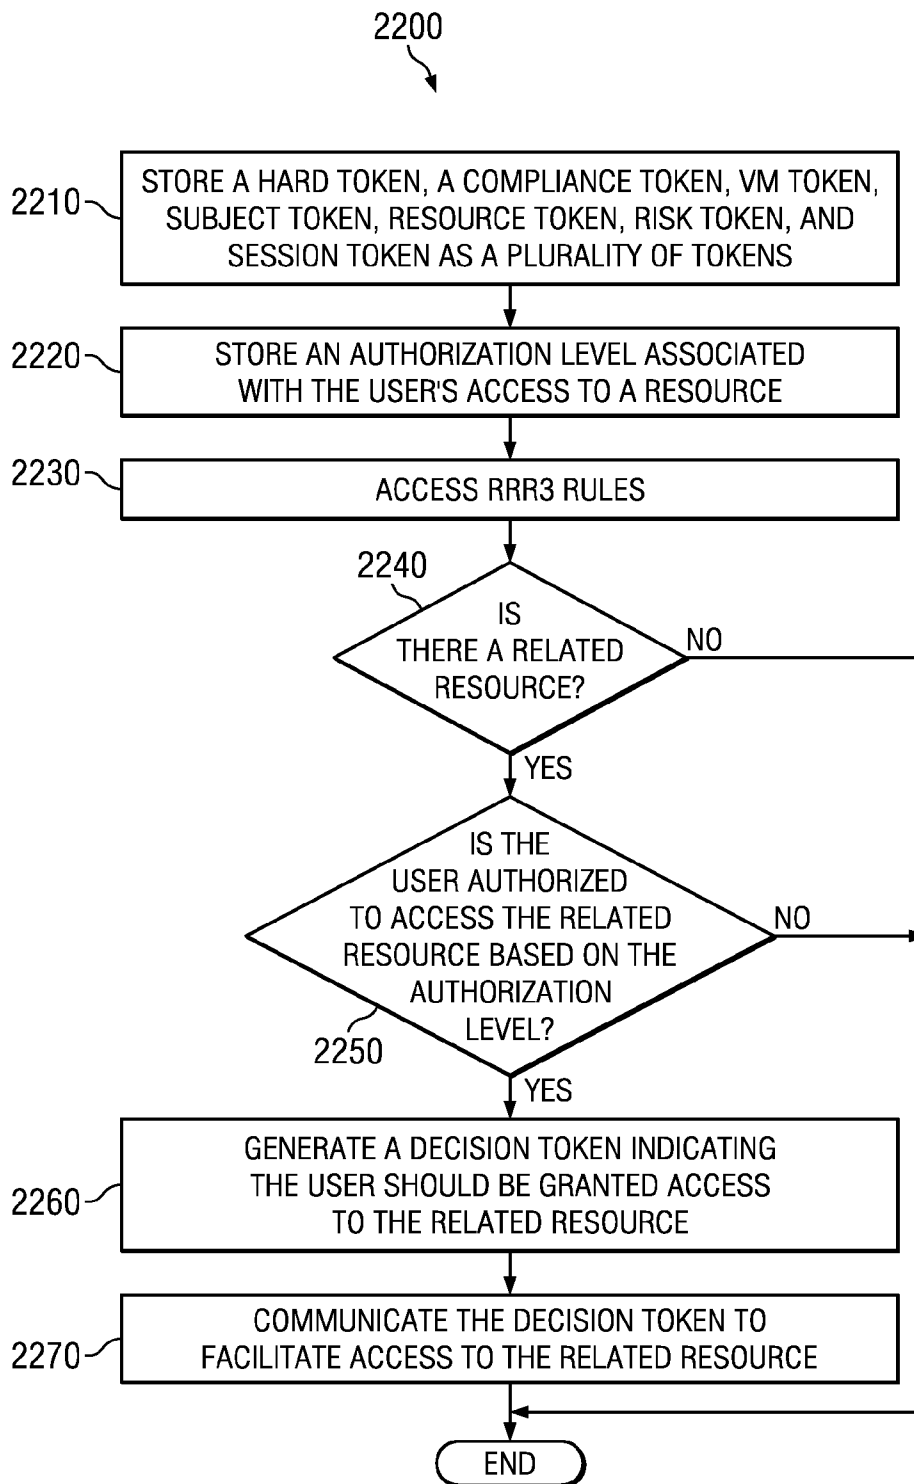 2200
2210
STORE A HARD TOKEN, A COMPLIANCE TOKEN, VM TOKEN,
SUBJECT TOKEN, RESOURCE TOKEN, RISK TOKEN, AND
SESSION TOKEN AS A PLURALITY OF TOKENS
2220
STORE AN AUTHORIZATION LEVEL ASSOCIATED
WITH THE USER'S ACCESS TO A RESOURCE
2230
ACCESS RRR3 RULES
2240
IS
THERE A RELATED
RESOURCE?
NO
YES
IS THE
USER AUTHORIZED
TO ACCESS THE RELATED
RESOURCE BASED ON THE
AUTHORIZATION
LEVEL?
NO
2250
YES
2260
GENERATE A DECISION TOKEN INDICATING
THE USER SHOULD BE GRANTED ACCESS
TO THE RELATED RESOURCE
2270
COMMUNICATE THE DECISION TOKEN TO
FACILITATE ACCESS TO THE RELATED RESOURCE
END